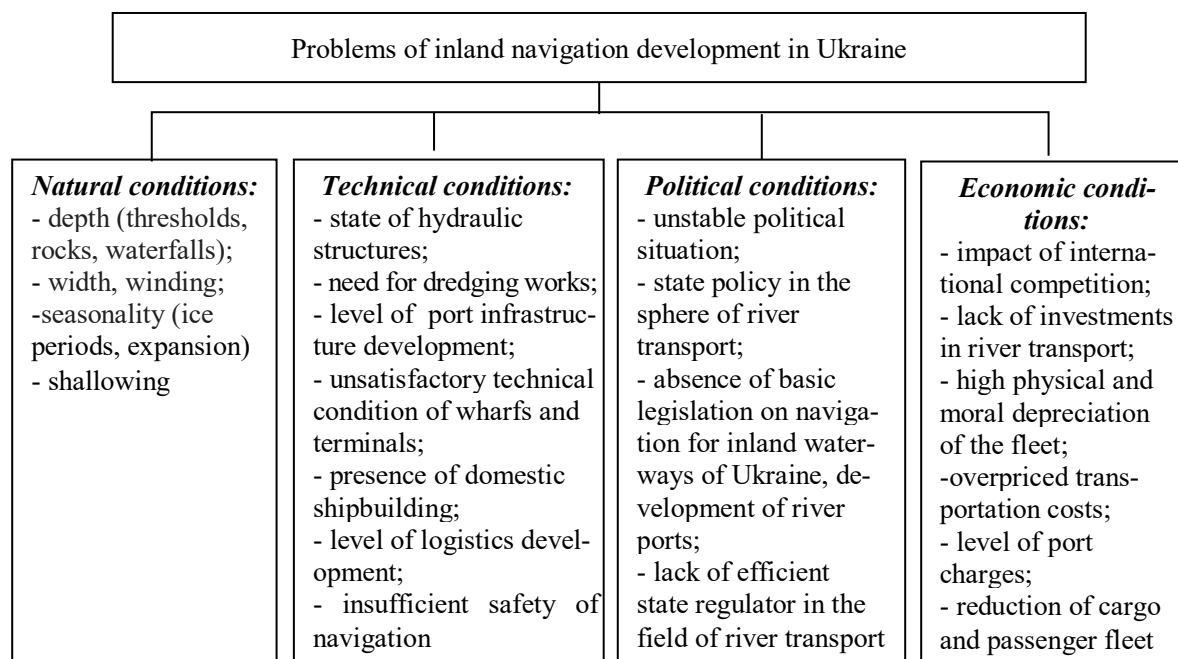 Problems of inland navigation development in Ukraine
Natural conditions:
- depth (thresholds,
rocks, waterfalls);
- width, winding;
-seasonality (ice
periods, expansion)
- shallowing
Technical conditions:
- state of hydraulic
structures;
- need for dredging works;
- level of port infrastruc-
ture development;
- unsatisfactory technical
condition of wharfs and
terminals;
- presence of domestic
shipbuilding;
- level of logistics devel-
opment;
- insufficient safety of
navigation
Political conditions:
- unstable political
situation;
- state policy in the
sphere of river
transport;
- absence of basic
legislation on naviga-
tion for inland water-
ways of Ukraine, de-
velopment of river
ports;
- lack of efficient
state regulator in the
field of river transport
Economic condi-
tions:
- impact of interna-
tional competition;
- lack of investments
in river transport;
- high physical and
moral depreciation
of the fleet;
-overpriced trans-
portation costs;
- level of port
charges;
- reduction of cargo
and passenger fleet